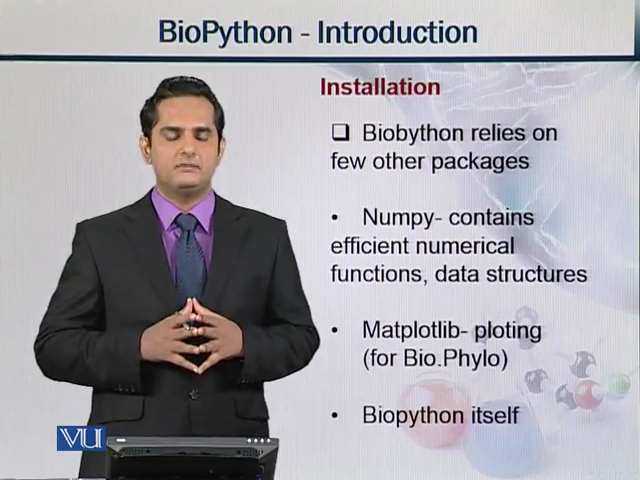 BioPython - Introduction
Installation
❑ Biobython relies on
few other packages
• Numpy- contains
efficient numerical
functions, data structures
• Matplotlib- ploting
(for Bio.Phylo)
• Biopython itself
VU